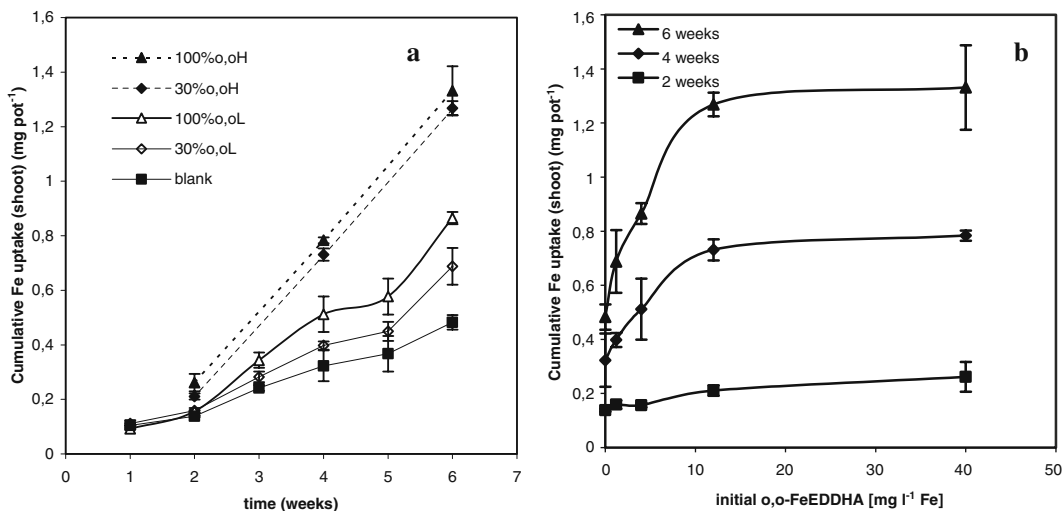 Cumulative Fe uptake (shoot) (mg pot⁻¹)
1,6
1,4
1,2
1
0,8
0,6
0,4
0,2
0
0 1 2 3 4 5 6 7
time (weeks)
a
100%o,oH
30%o,oH
100%o,oL
30%o,oL
blank
Cumulative Fe uptake (shoot) (mg pot⁻¹)
1,6
1,4
1,2
1
0,8
0,6
0,4
0,2
0
0 10 20 30 40 50
initial o,o-FeEDDHA [mg l⁻¹ Fe]
b
6 weeks
4 weeks
2 weeks